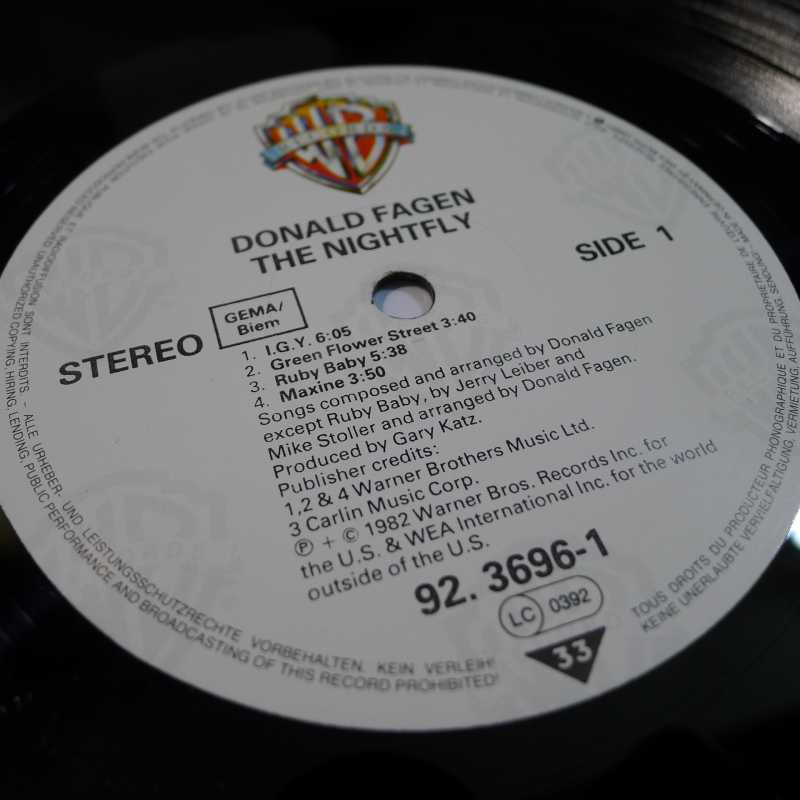 DONALD FAGEN
THE NIGHTFLY
SIDE 1
STEREO
GEMA/
Biem
1. I.G.Y. 6:05
2. Green Flower Street 3:40
3. Ruby Baby 5:38
4. Maxine 3:50
Songs composed and arranged by Donald Fagen
except Ruby Baby, by Jerry Leiber and
Mike Stoller and arranged by Donald Fagen.
Produced by Gary Katz.
Publisher credits:
1,2 & 4 Warner Brothers Music Ltd.
3 Carlin Music Corp.
℗ + © 1982 Warner Bros. Records Inc. for
the U.S. & WEA International Inc. for the world
outside of the U.S.
92. 3696-1
LC 0392
33
TOUS DROITS DU PRODUCTEUR PHONOGRAPHIQUE ET DU PROPRIETAIRE DE L'OEUVRE
SONT INTERDITS - ALLE URHEBER- UND LEISTUNGSSCHUTZRECHTE VORBEHALTEN. KEIN VERLEIH!
KEINE UNERLAUBTE VERVIELFÄLTIGUNG, VERMIETUNG, AUFFÜHRUNG, SENDUNG!
UNAUTHORIZED COPYING, HIRING, LENDING, PUBLIC PERFORMANCE AND BROADCASTING OF THIS RECORD PROHIBITED!